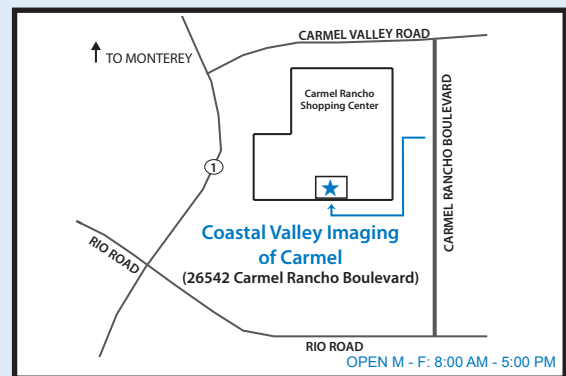 CARMEL VALLEY ROAD
TO MONTEREY
Carmel Rancho
Shopping Center
CARMEL RANCHO BOULEVARD
1
Coastal Valley Imaging
of Carmel
(26542 Carmel Rancho Boulevard)
RIO ROAD
RIO ROAD
OPEN M - F: 8:00 AM - 5:00 PM